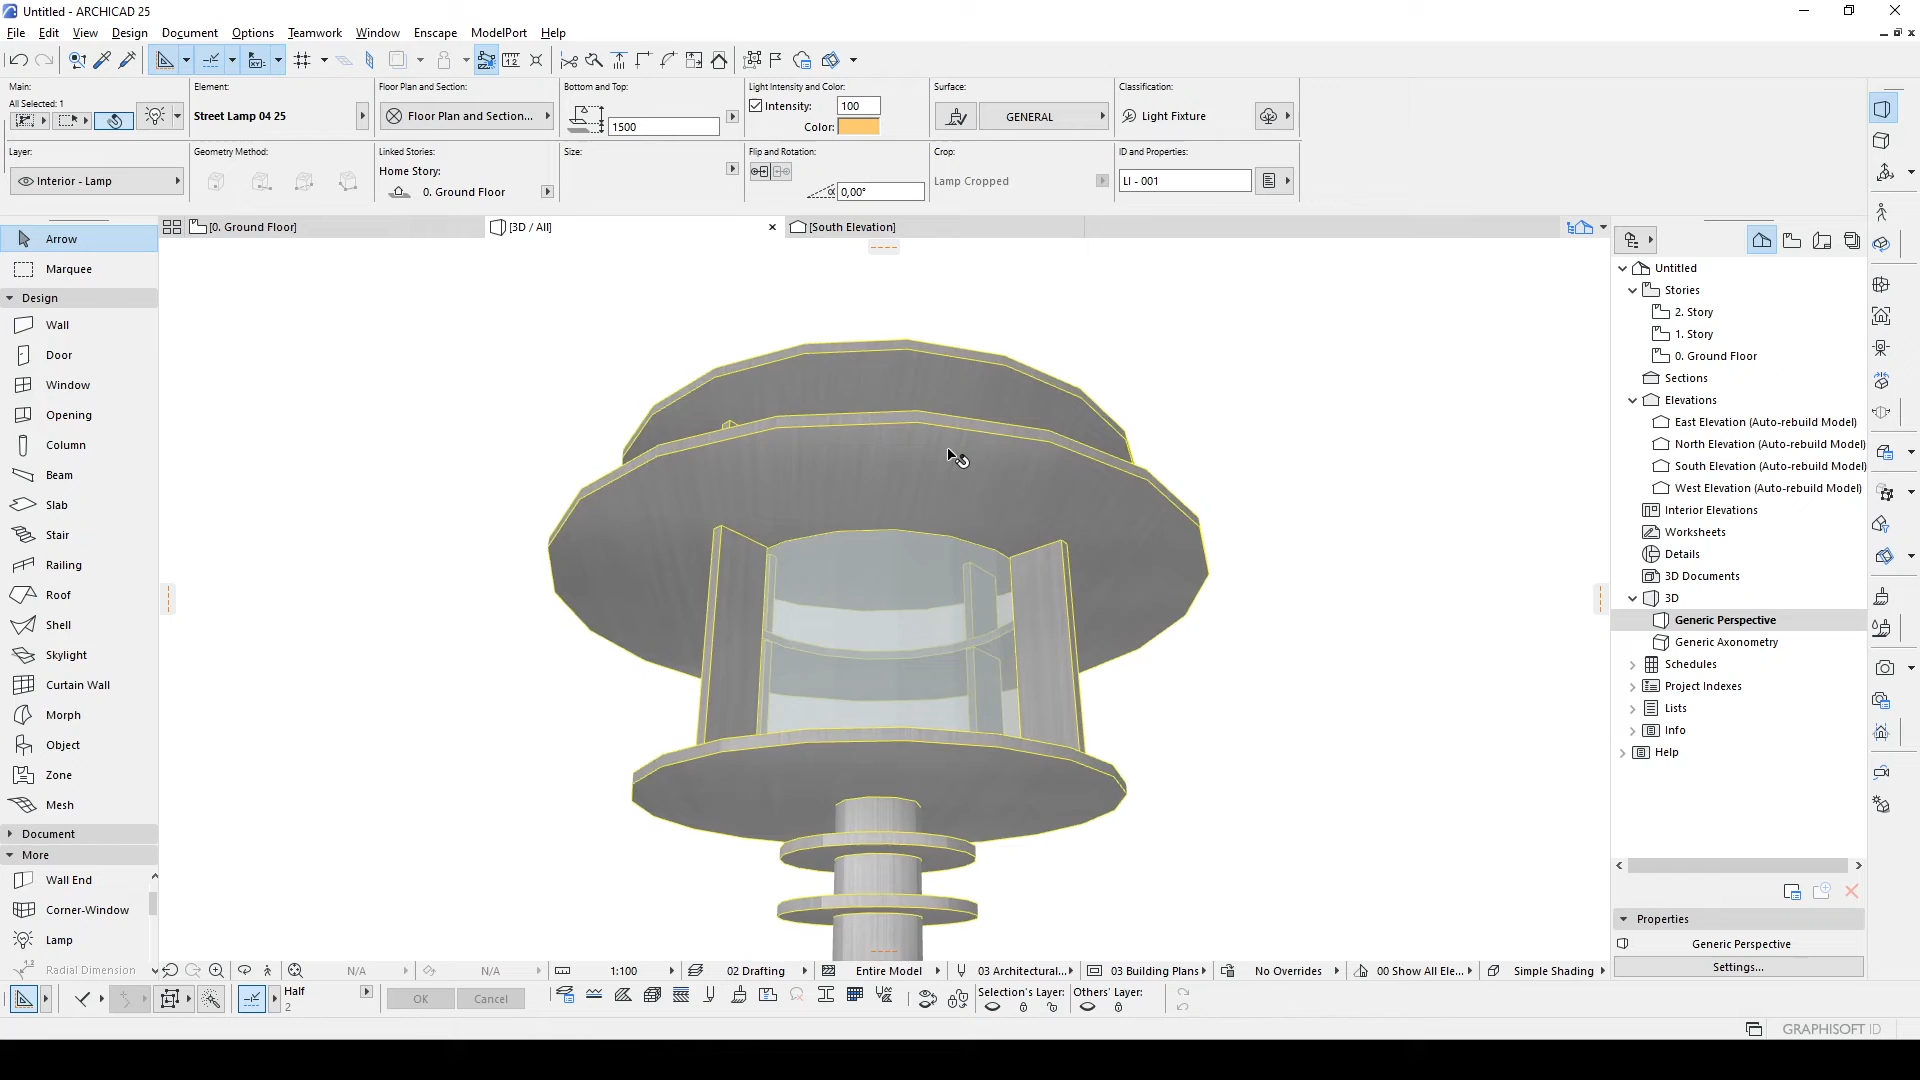 Untitled - ARCHICAD 25
File Edit View Design Document Options Teamwork Window Enscape ModelPort Help
Main:
All Selected: 1
Element:
Street Lamp 04 25
Floor Plan and Section:
Floor Plan and Section...
Bottom and Top:
1500
Light Intensity and Color:
Intensity: 100
Color:
Surface:
GENERAL
Classification:
Light Fixture
Layer:
Interior - Lamp
Geometry Method:
Linked Stories:
Home Story:
0. Ground Floor
Size:
Flip and Rotation:
α 0,00°
Crop:
Lamp Cropped
ID and Properties:
LI - 001
[0. Ground Floor]
[3D / All]
[South Elevation]
Arrow
Marquee
Design
Wall
Door
Window
Opening
Column
Beam
Slab
Stair
Railing
Roof
Shell
Skylight
Curtain Wall
Morph
Object
Zone
Mesh
Document
More
Wall End
Corner-Window
Lamp
Radial Dimension
Untitled
Stories
2. Story
1. Story
0. Ground Floor
Sections
Elevations
East Elevation (Auto-rebuild Model)
North Elevation (Auto-rebuild Model)
South Elevation (Auto-rebuild Model)
West Elevation (Auto-rebuild Model)
Interior Elevations
Worksheets
Details
3D Documents
3D
Generic Perspective
Generic Axonometry
Schedules
Project Indexes
Lists
Info
Help
Properties
Generic Perspective
Settings...
N/A N/A 1:100 02 Drafting Entire Model 03 Architectural... 03 Building Plans No Overrides 00 Show All Ele... Simple Shading
Half
2
OK Cancel
Selection's Layer: Others' Layer:
GRAPHISOFT ID